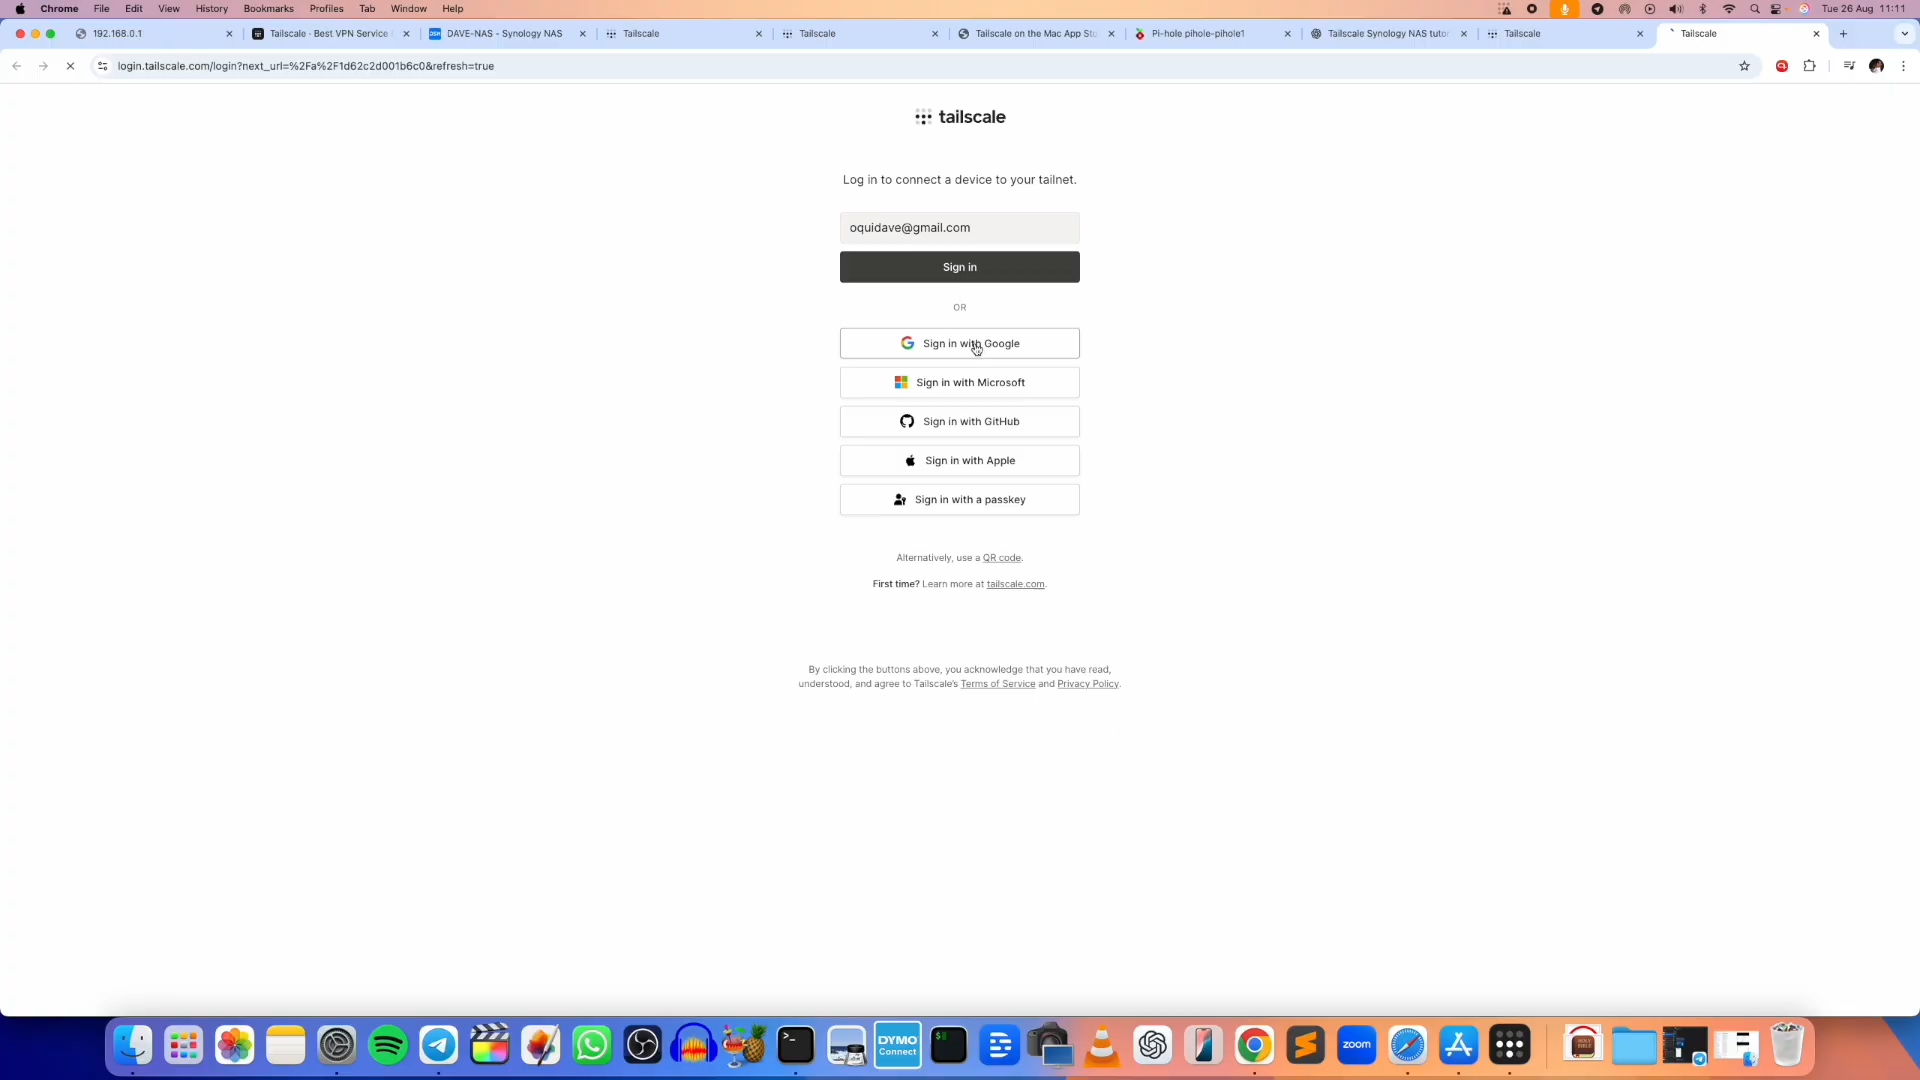 Chrome File Edit View History Bookmarks Profiles Tab Window Help Tue 26 Aug 11:11
192.168.0.1 Tailscale · Best VPN Service DAVE-NAS - Synology NAS Tailscale Tailscale Tailscale on the Mac App Sto Pi-hole pihole-pihole1 Tailscale Synology NAS tutor Tailscale Tailscale
login.tailscale.com/login?next_url=%2Fa%2F1d62c2d001b6c0&refresh=true
tailscale
Log in to connect a device to your tailnet.
oquidave@gmail.com
Sign in
OR
Sign in with Google
Sign in with Microsoft
Sign in with GitHub
Sign in with Apple
Sign in with a passkey
Alternatively, use a QR code.
First time? Learn more at tailscale.com.
By clicking the buttons above, you acknowledge that you have read,
understood, and agree to Tailscale's Terms of Service and Privacy Policy.
DYMO
Connect
zoom
HOLY
BIBLE